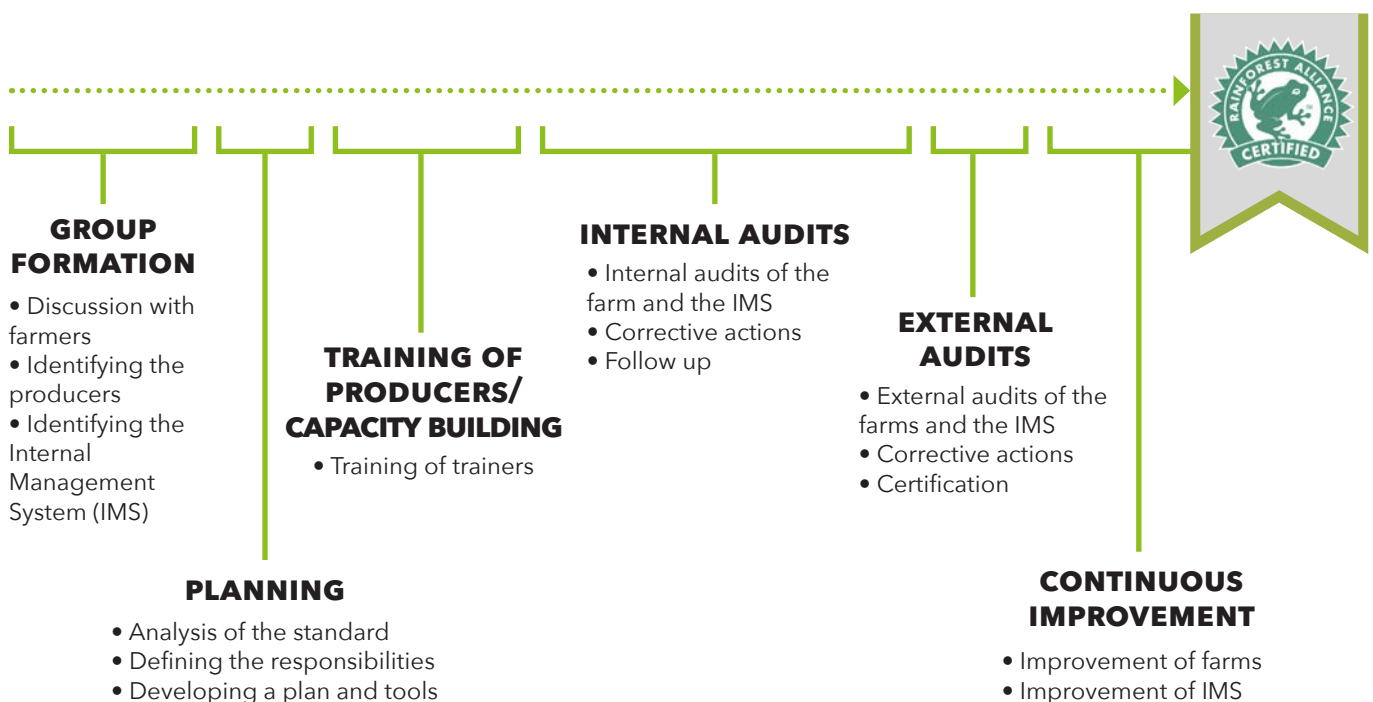 RAINFOREST ALLIANCE
CERTIFIED
GROUP
FORMATION
• Discussion with
farmers
• Identifying the
producers
• Identifying the
Internal
Management
System (IMS)
PLANNING
• Analysis of the standard
• Defining the responsibilities
• Developing a plan and tools
TRAINING OF
PRODUCERS/
CAPACITY BUILDING
• Training of trainers
INTERNAL AUDITS
• Internal audits of the
farm and the IMS
• Corrective actions
• Follow up
EXTERNAL
AUDITS
• External audits of the
farms and the IMS
• Corrective actions
• Certification
CONTINUOUS
IMPROVEMENT
• Improvement of farms
• Improvement of IMS